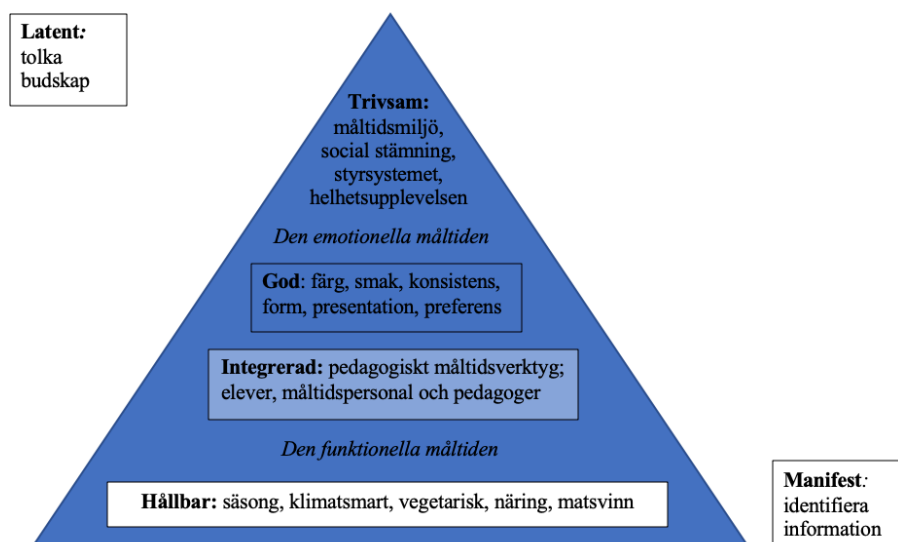 Latent:
tolka
budskap
Trivsam:
måltidsmiljö,
social stämning,
styrsystemet,
helhetsupplevelsen
Den emotionella måltiden
God: färg, smak, konsistens,
form, presentation, preferens
Integrerad: pedagogiskt måltidsverktyg;
elever, måltidspersonal och pedagoger
Den funktionella måltiden
Hållbar: säsong, klimatsmart, vegetarisk, näring, matsvinn
Manifest:
identifiera
information